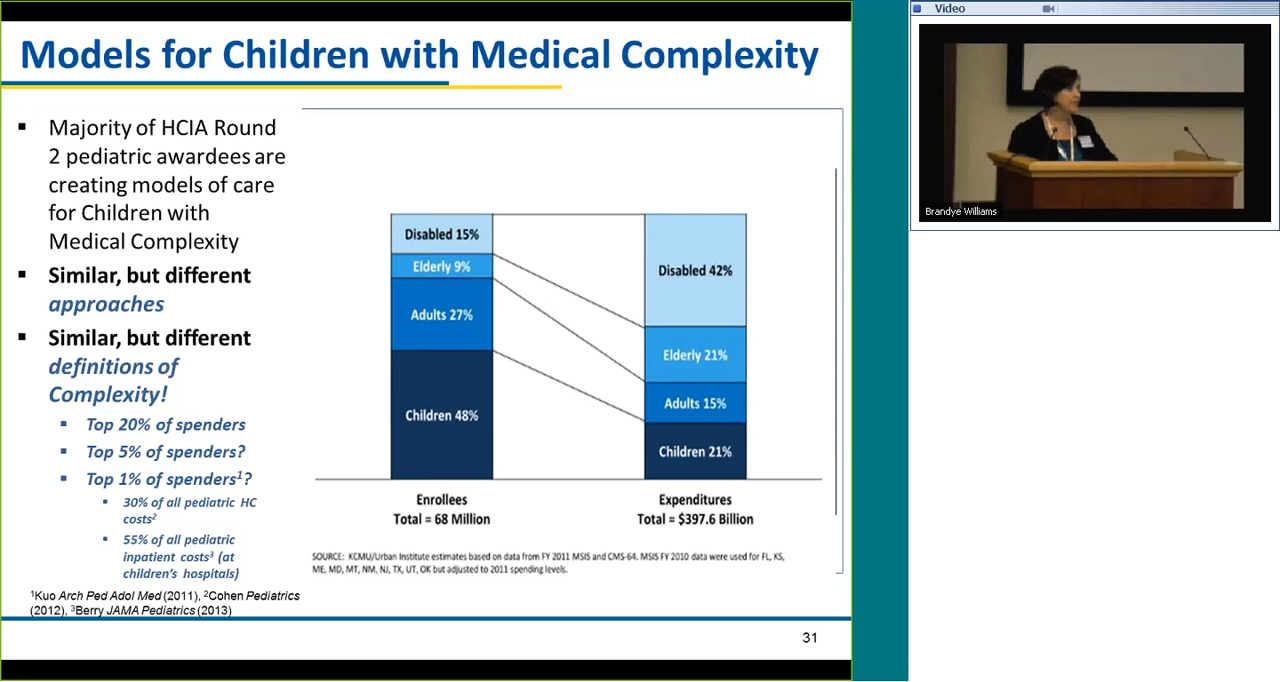 Models for Children with Medical Complexity
Majority of HCIA Round
2 pediatric awardees are
creating models of care
for Children with
Medical Complexity
Similar, but different
approaches
Similar, but different
definitions of
Complexity!
Top 20% of spenders
Top 5% of spenders?
Top 1% of spenders¹?
30% of all pediatric HC
costs²
55% of all pediatric
inpatient costs³ (at
children's hospitals)
¹Kuo Arch Ped Adol Med (2011), ²Cohen Pediatrics
(2012), ³Berry JAMA Pediatrics (2013)
Disabled 15%
Elderly 9%
Adults 27%
Children 48%
Enrollees
Total = 68 Million
Disabled 42%
Elderly 21%
Adults 15%
Children 21%
Expenditures
Total = $397.6 Billion
SOURCE: KCMU/Urban Institute estimates based on data from FY 2011 MSIS and CMS-64. MSIS FY 2010 data were used for FL, KS,
ME, MD, MT, NM, NJ, TX, UT, OK but adjusted to 2011 spending levels.
31
Video
Brandye Williams